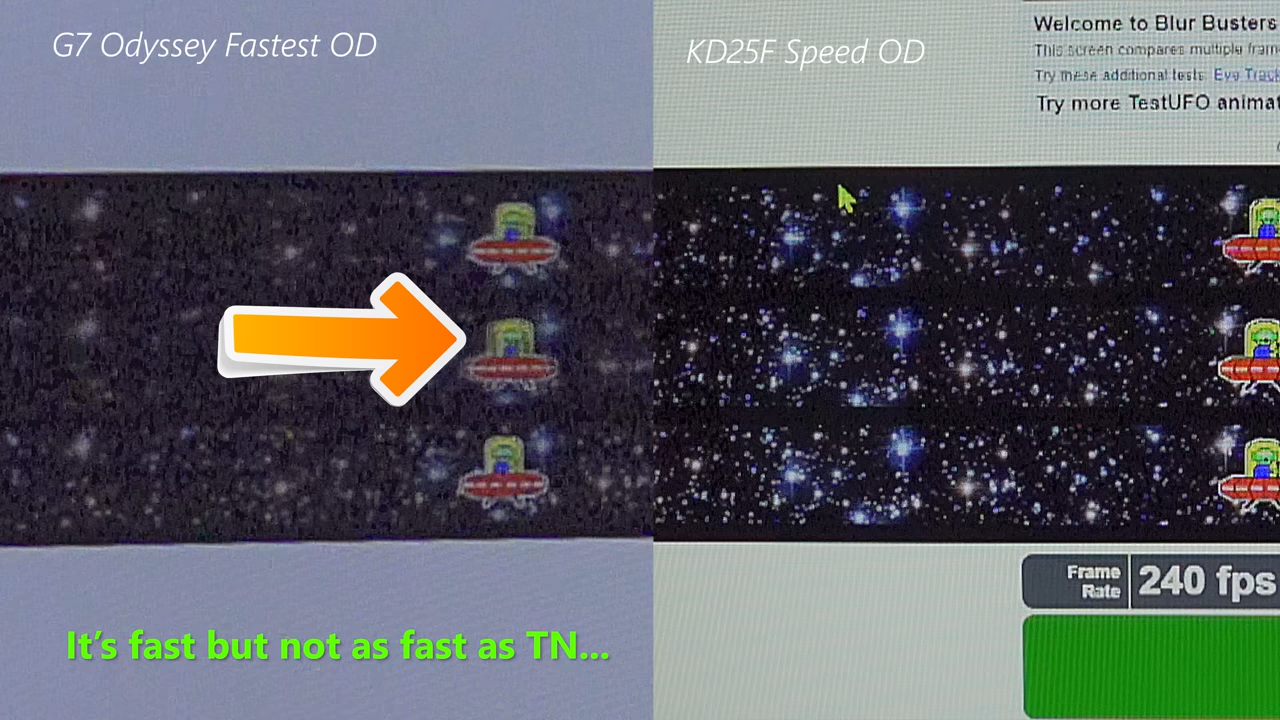 G7 Odyssey Fastest OD
KD25F Speed OD
Welcome to Blur Busters
This screen compares multiple fram
Try these additional tests: Eye Track
Try more TestUFO animat
Frame
Rate
240 fps
It's fast but not as fast as TN...